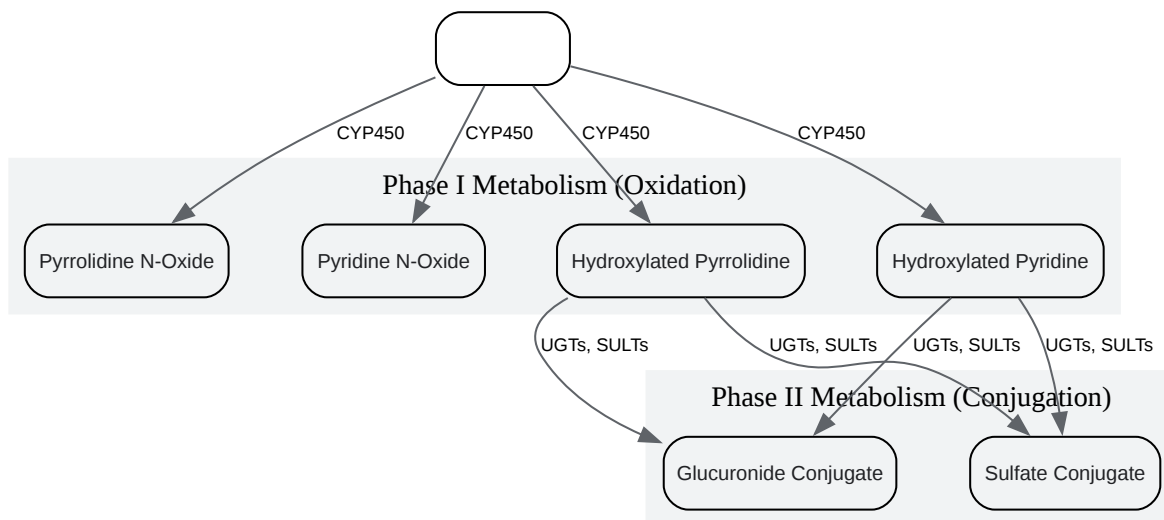 CYP450
CYP450
CYP450
CYP450
Phase I Metabolism (Oxidation)
Pyrrolidine N-Oxide
Pyridine N-Oxide
Hydroxylated Pyrrolidine
Hydroxylated Pyridine
UGTs, SULTs
UGTs, SULTs
UGTs, SULTs
UGTs, SULTs
Phase II Metabolism (Conjugation)
Glucuronide Conjugate
Sulfate Conjugate